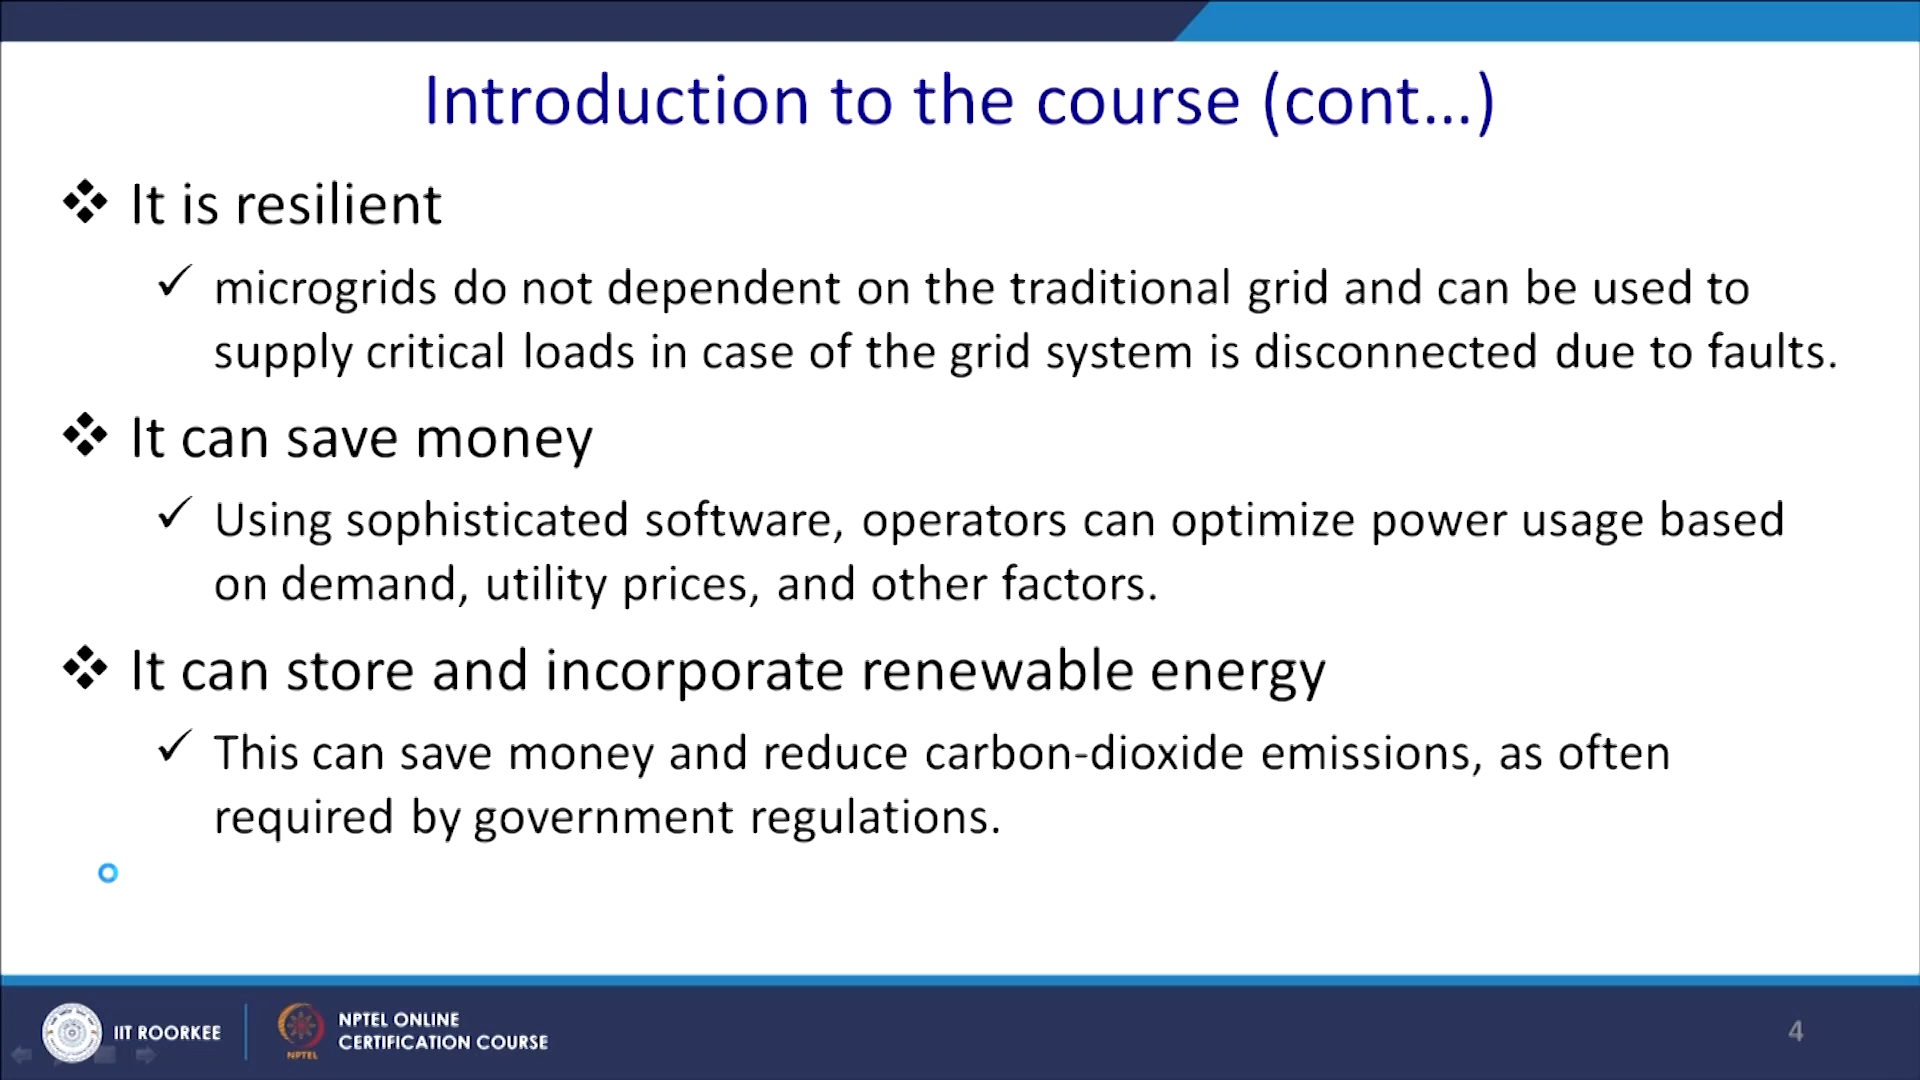 Introduction to the course (cont...)
❖ It is resilient
✓ microgrids do not dependent on the traditional grid and can be used to
supply critical loads in case of the grid system is disconnected due to faults.
❖ It can save money
✓ Using sophisticated software, operators can optimize power usage based
on demand, utility prices, and other factors.
❖ It can store and incorporate renewable energy
✓ This can save money and reduce carbon-dioxide emissions, as often
required by government regulations.
IIT ROORKEE
NPTEL
NPTEL ONLINE
CERTIFICATION COURSE
4